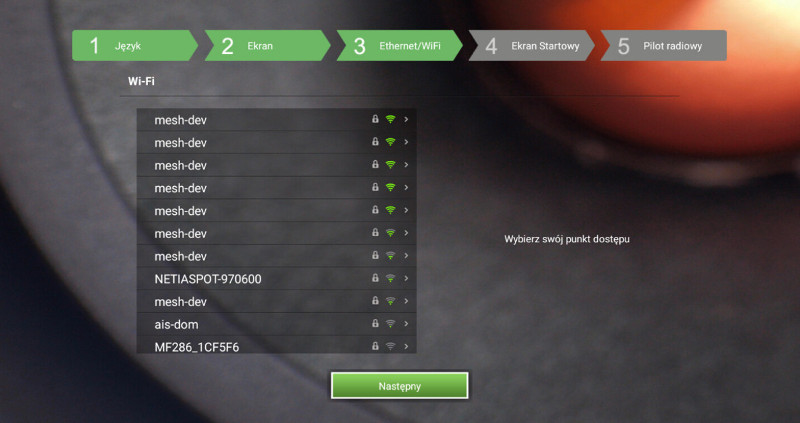 1 Język 2 Ekran 3 Ethernet/WiFi 4 Ekran Startowy 5 Pilot radiowy
Wi-Fi
mesh-dev
mesh-dev
mesh-dev
mesh-dev
mesh-dev
mesh-dev
mesh-dev
NETIASPOT-970600
mesh-dev
ais-dom
MF286_1CF5F6
Wybierz swój punkt dostępu
Następny